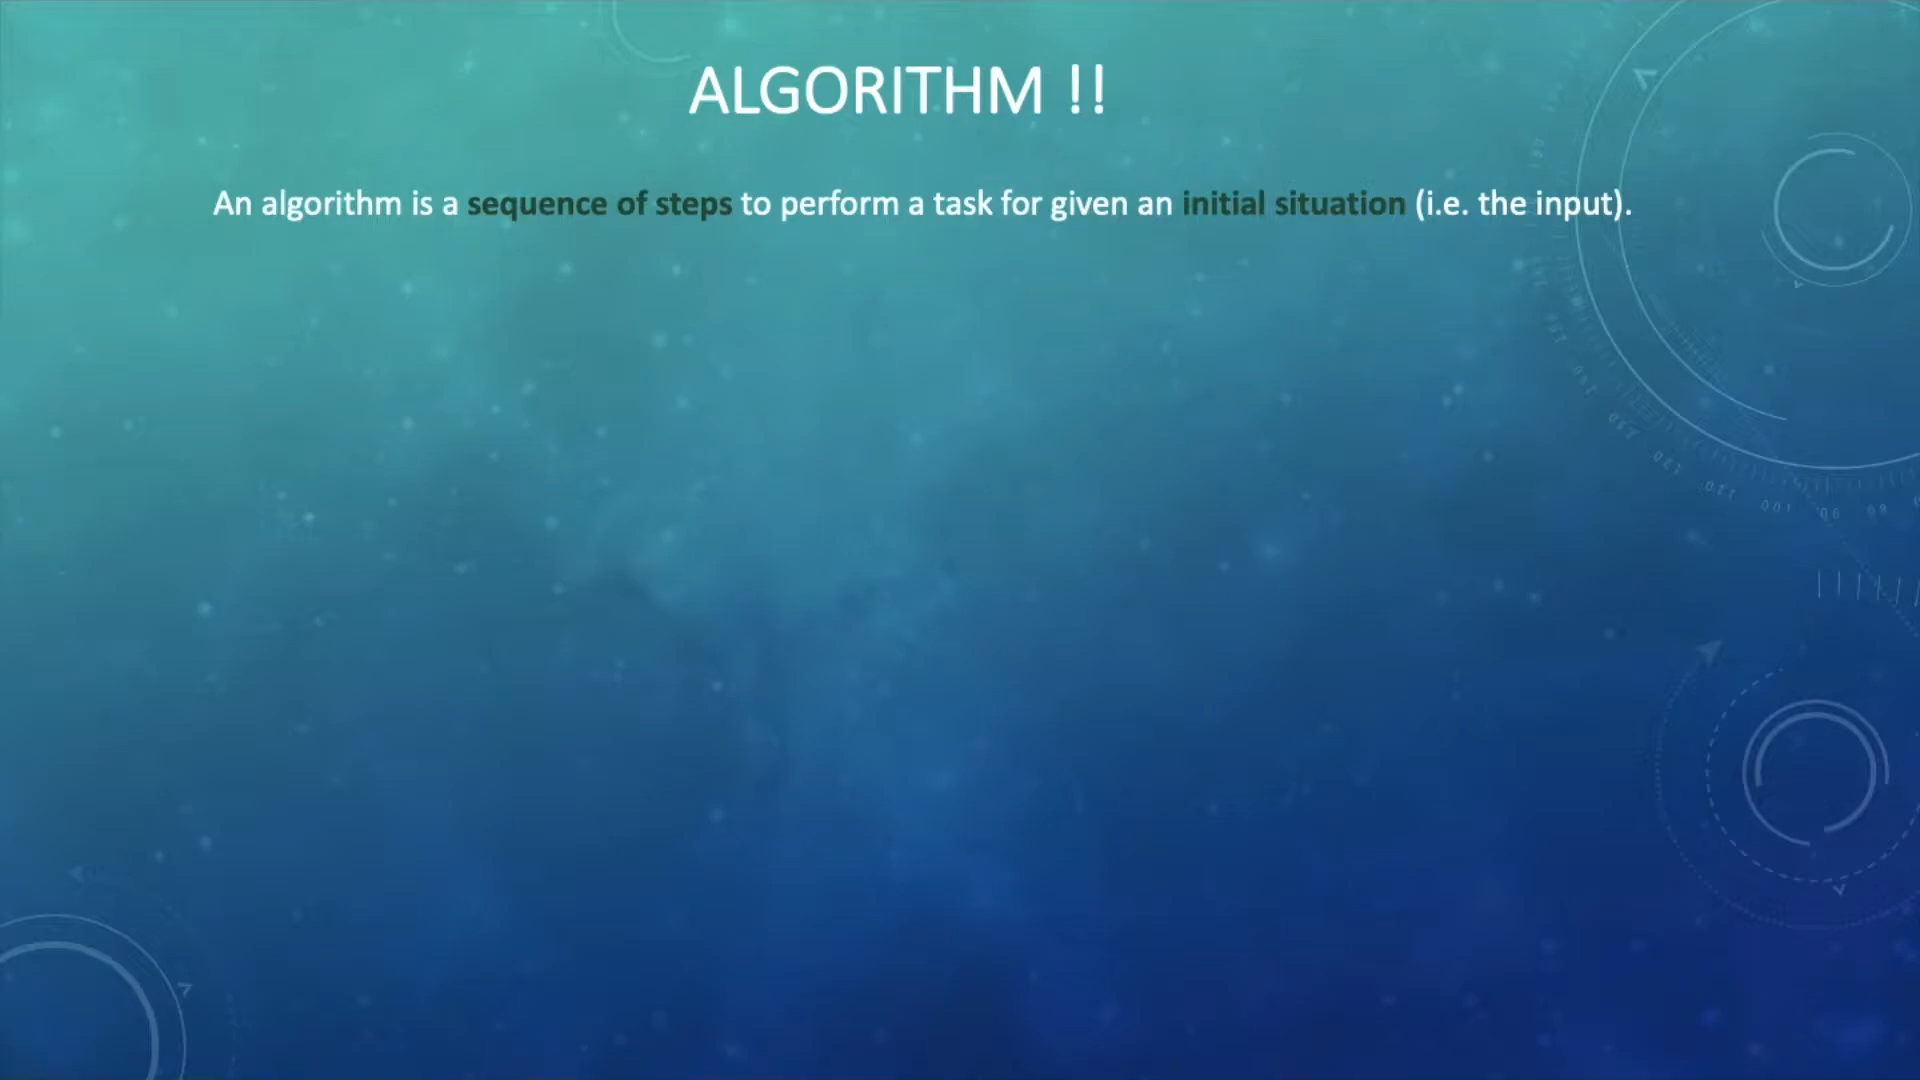 ALGORITHM !!
An algorithm is a sequence of steps to perform a task for given an initial situation (i.e. the input).